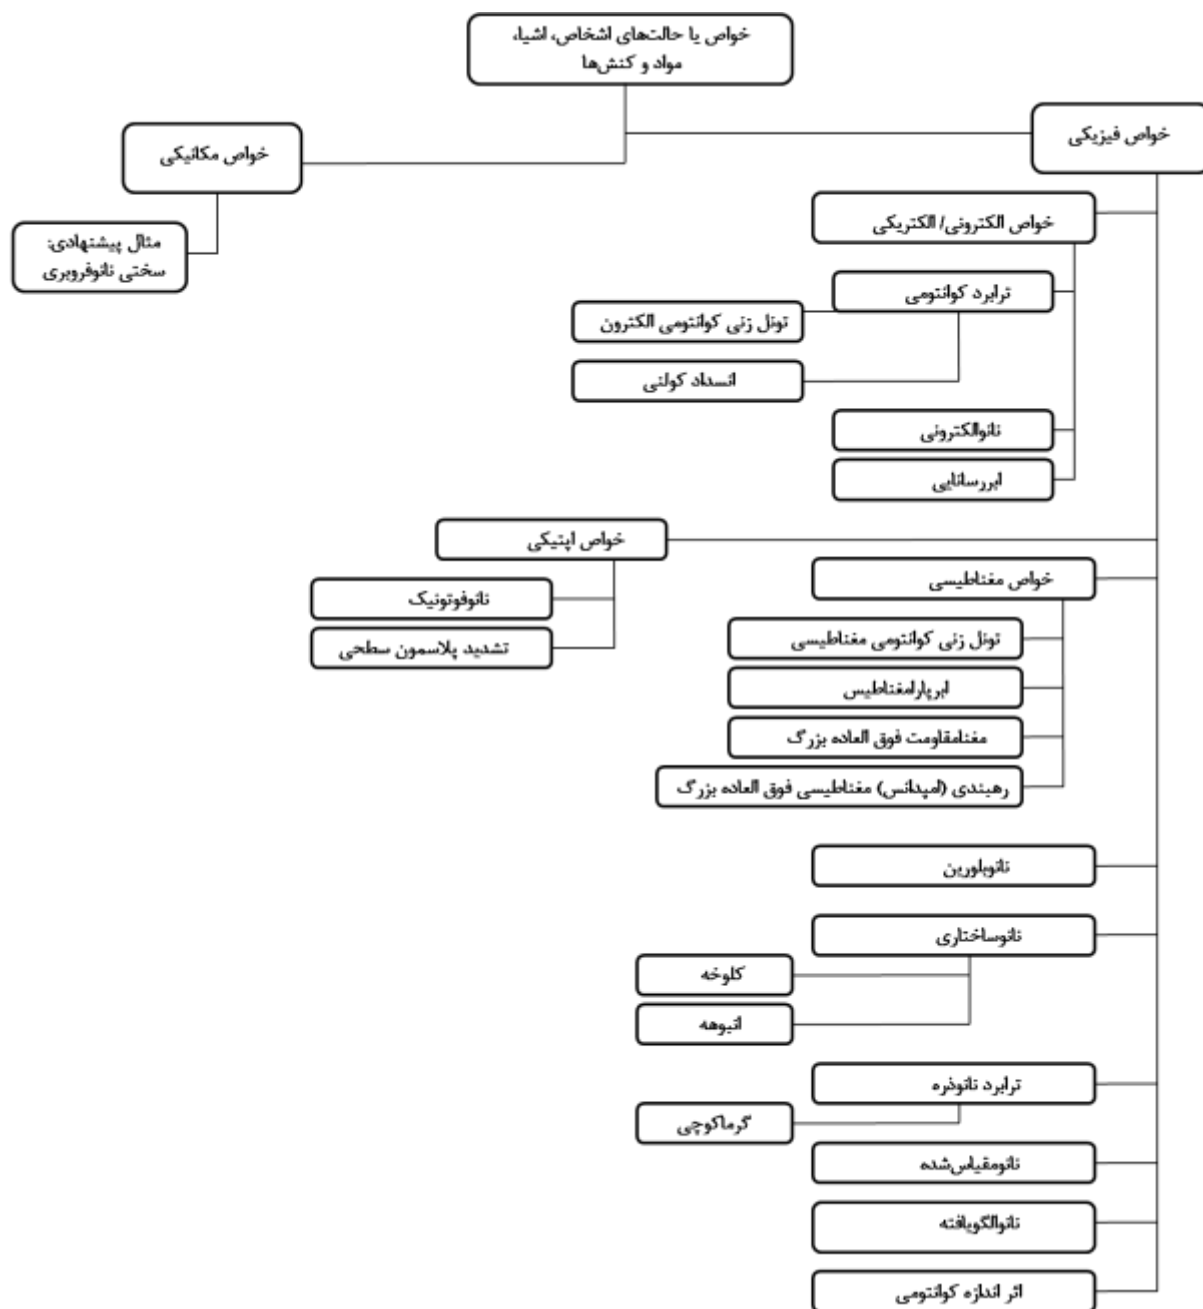 خواص یا حالت‌های اشخاص، اشیا،
مواد و کنش‌ها
خواص فیزیکی
خواص مکانیکی
خواص الکترونی/ الکتریکی
مثال پیشنهادی:
سختی نانوفروبری
ترابرد کوانتومی
تونل زنی کوانتومی الکترون
انسداد کولنی
نانوالکترونی
ابررسانایی
خواص اپتیکی
خواص مغناطیسی
نانوفوتونیک
تونل زنی کوانتومی مغناطیسی
تشدید پلاسمون سطحی
ابرپارامغناطیس
مغنامقاومت فوق العاده بزرگ
رهبندی (امپدانس) مغناطیسی فوق العاده بزرگ
نانوبلورین
نانوساختاری
کلوخه
انبوهه
ترابرد نانوذره
گرماکوچی
نانومقیاس‌شده
نانوالگویافته
اثر اندازه کوانتومی